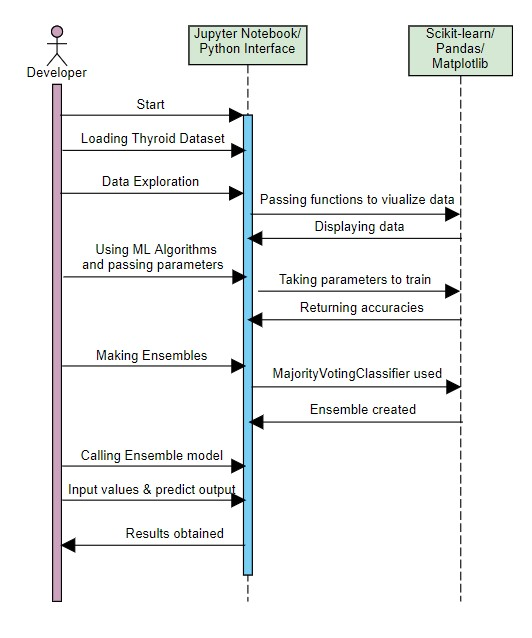 Jupyter Notebook/
Python Interface
Scikit-learn/
Pandas/
Matplotlib
Developer
Start
Loading Thyroid Dataset
Data Exploration
Passing functions to viualize data
Displaying data
Using ML Algorithms
and passing parameters
Taking parameters to train
Returning accuracies
Making Ensembles
MajorityVotingClassifier used
Ensemble created
Calling Ensemble model
Input values & predict output
Results obtained